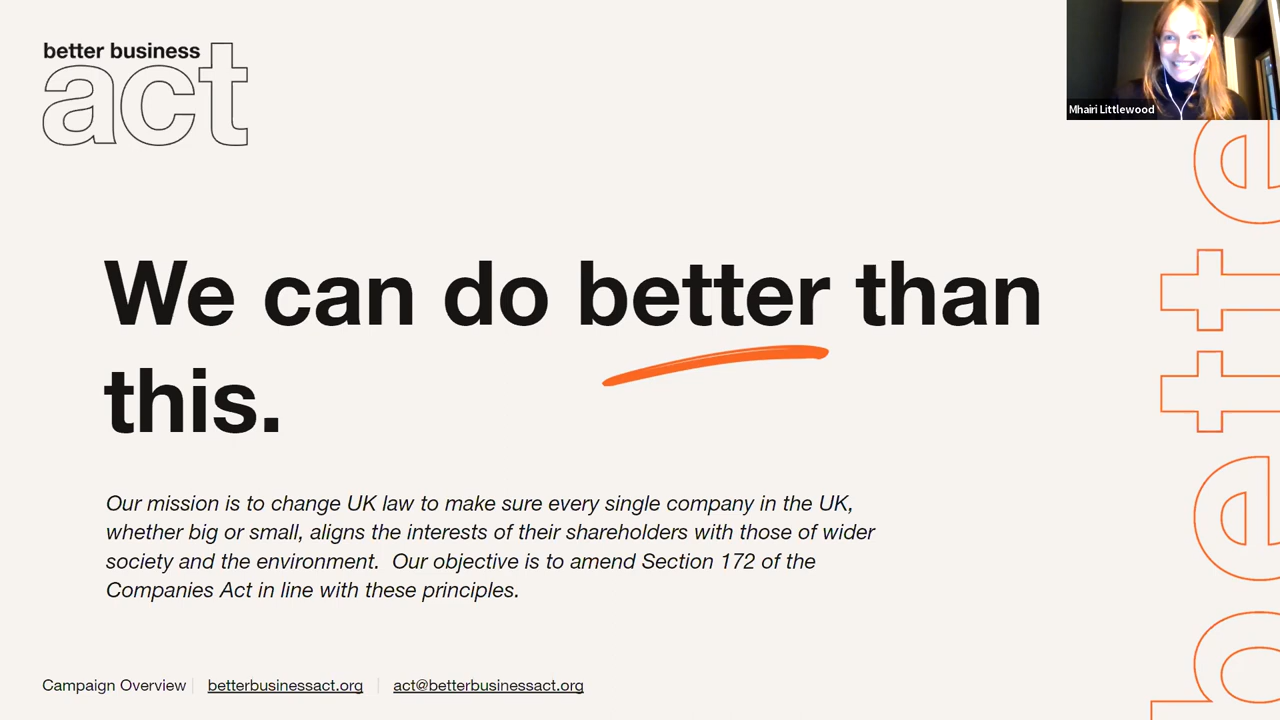 better business
act
Mhairi Littlewood
We can do better than
this.
Our mission is to change UK law to make sure every single company in the UK,
whether big or small, aligns the interests of their shareholders with those of wider
society and the environment.  Our objective is to amend Section 172 of the
Companies Act in line with these principles.
Campaign Overview | betterbusinessact.org | act@betterbusinessact.org
bette